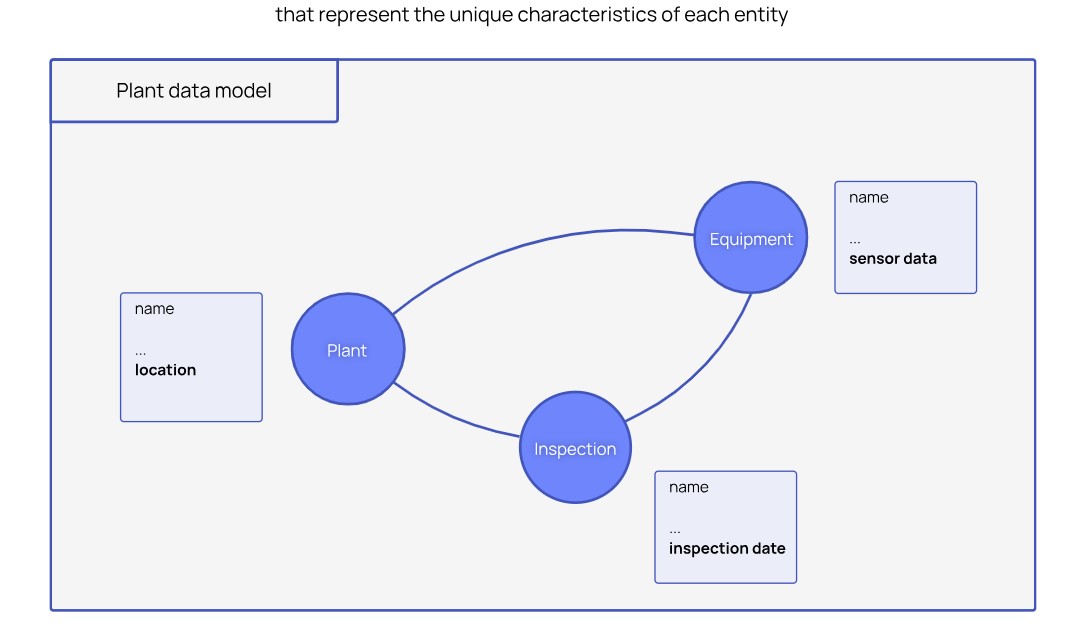 that represent the unique characteristics of each entity
Plant data model
Equipment
name
...
sensor data
name
...
location
Plant
Inspection
name
...
inspection date